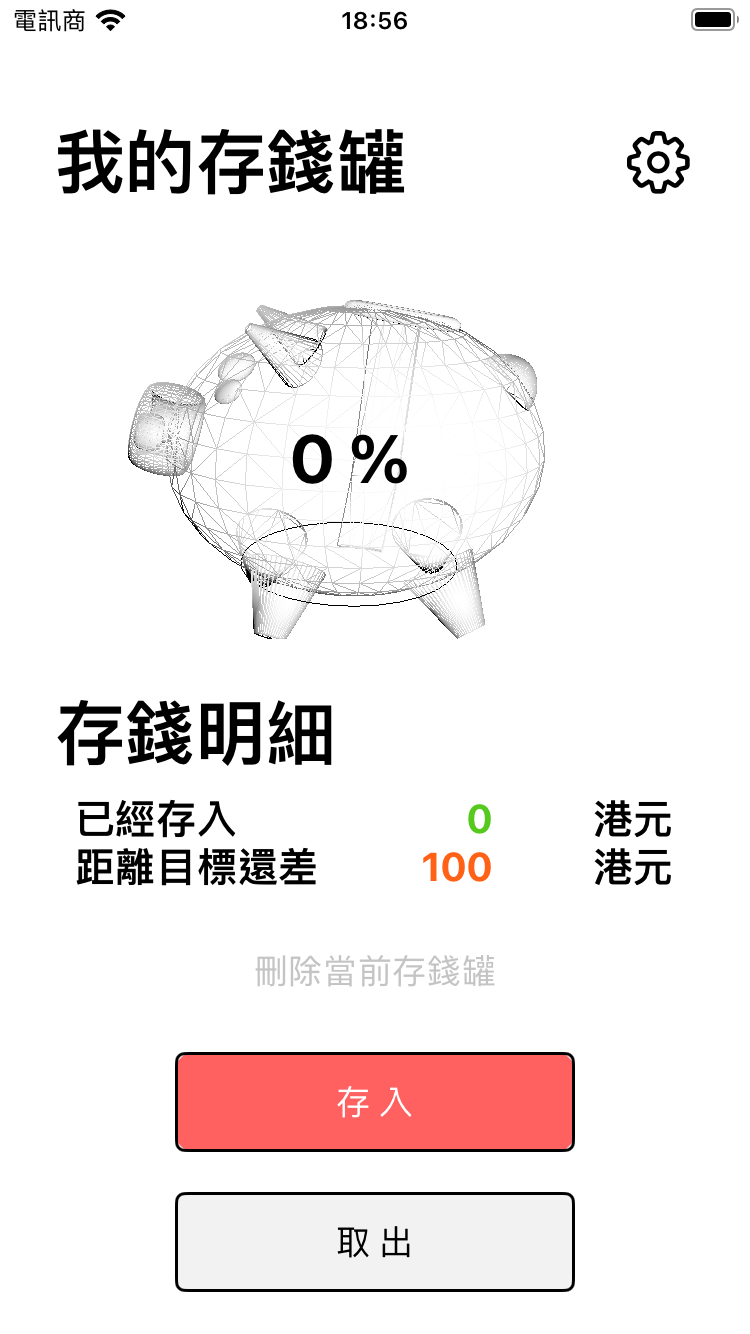 電訊商 18:56
我的存錢罐
0 %
存錢明細
已經存入 0 港元
距離目標還差 100 港元
刪除當前存錢罐
存 入
取 出